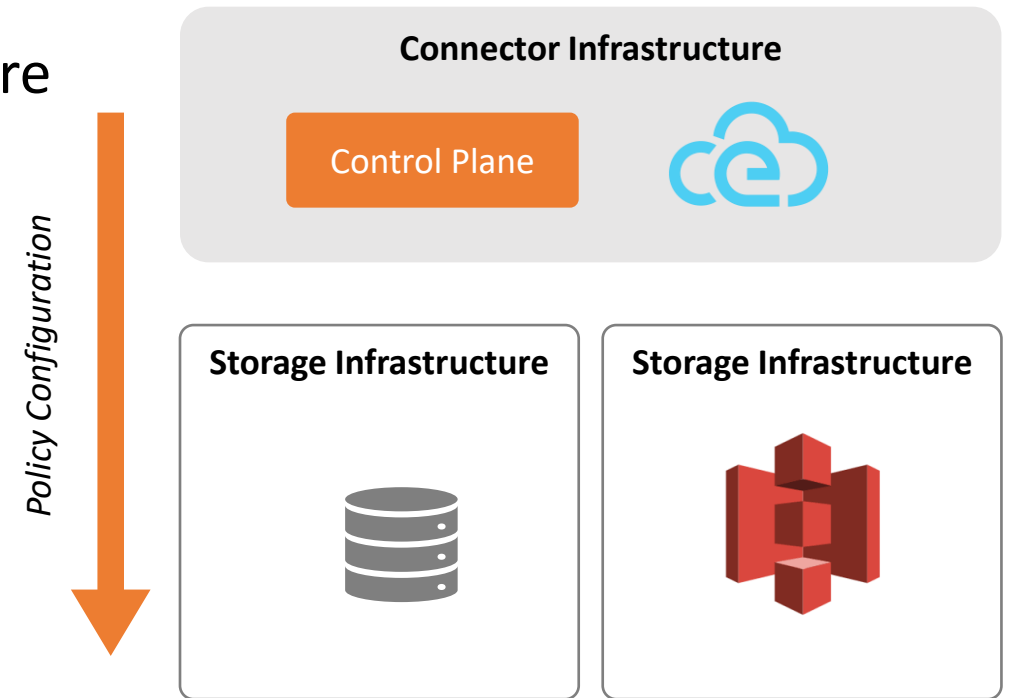 re
Connector Infrastructure
Control Plane
Policy Configuration
Storage Infrastructure
Storage Infrastructure